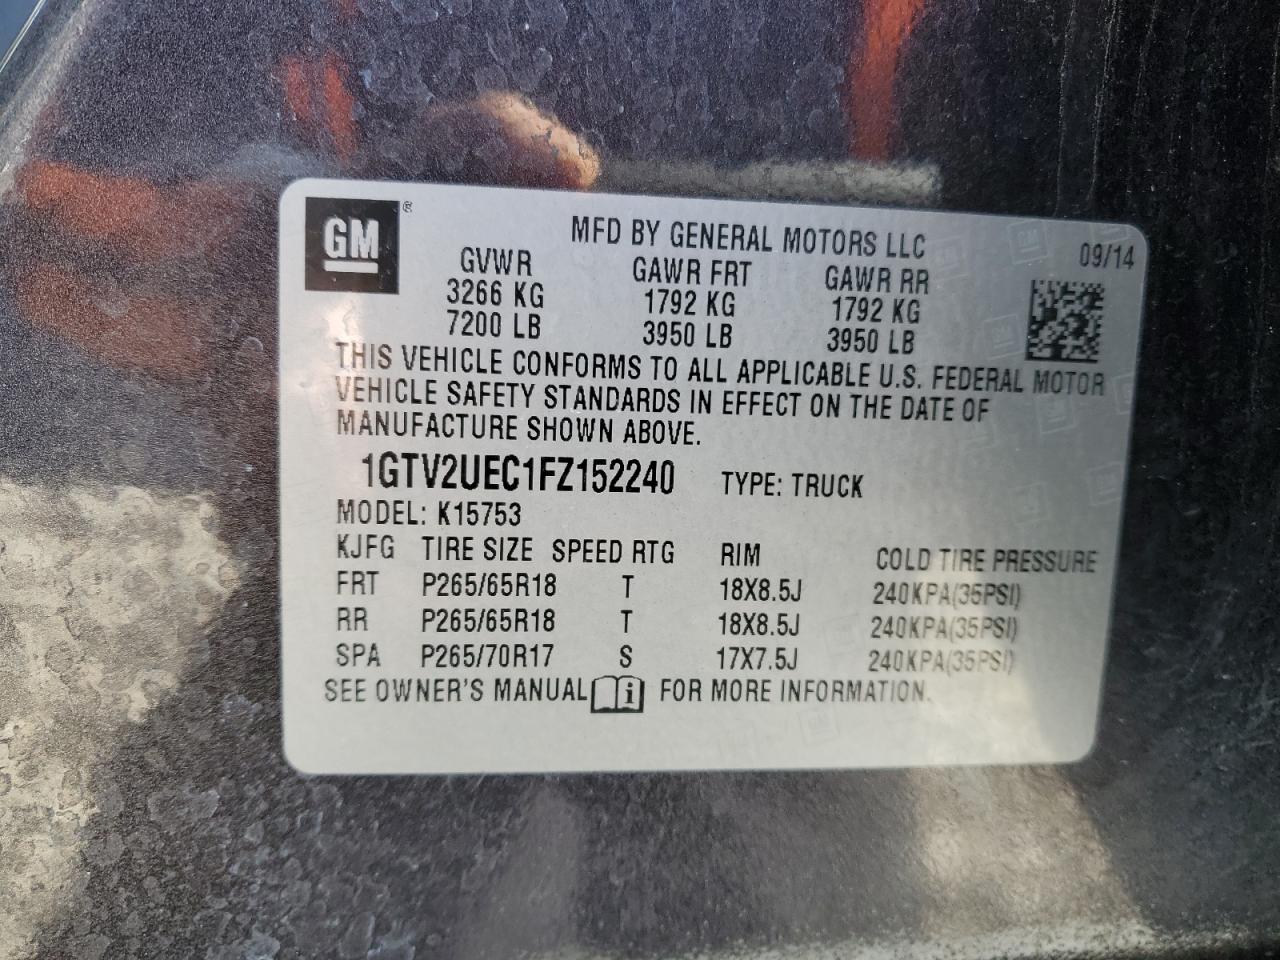 GM ®
MFD BY GENERAL MOTORS LLC 09/14
GVWR GAWR FRT GAWR RR
3266 KG 1792 KG 1792 KG
7200 LB 3950 LB 3950 LB
THIS VEHICLE CONFORMS TO ALL APPLICABLE U.S. FEDERAL MOTOR
VEHICLE SAFETY STANDARDS IN EFFECT ON THE DATE OF
MANUFACTURE SHOWN ABOVE.
1GTV2UEC1FZ152240 TYPE: TRUCK
MODEL: K15753
KJFG TIRE SIZE SPEED RTG RIM COLD TIRE PRESSURE
FRT P265/65R18 T 18X8.5J 240KPA(35PSI)
RR P265/65R18 T 18X8.5J 240KPA(35PSI)
SPA P265/70R17 S 17X7.5J 240KPA(35PSI)
SEE OWNER'S MANUAL i FOR MORE INFORMATION.